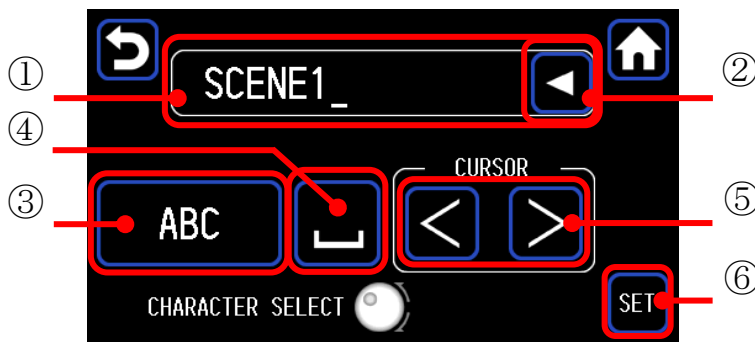 ①
②
SCENE1_
④
CURSOR
③
ABC
< >
⑤
⑥
CHARACTER SELECT
SET